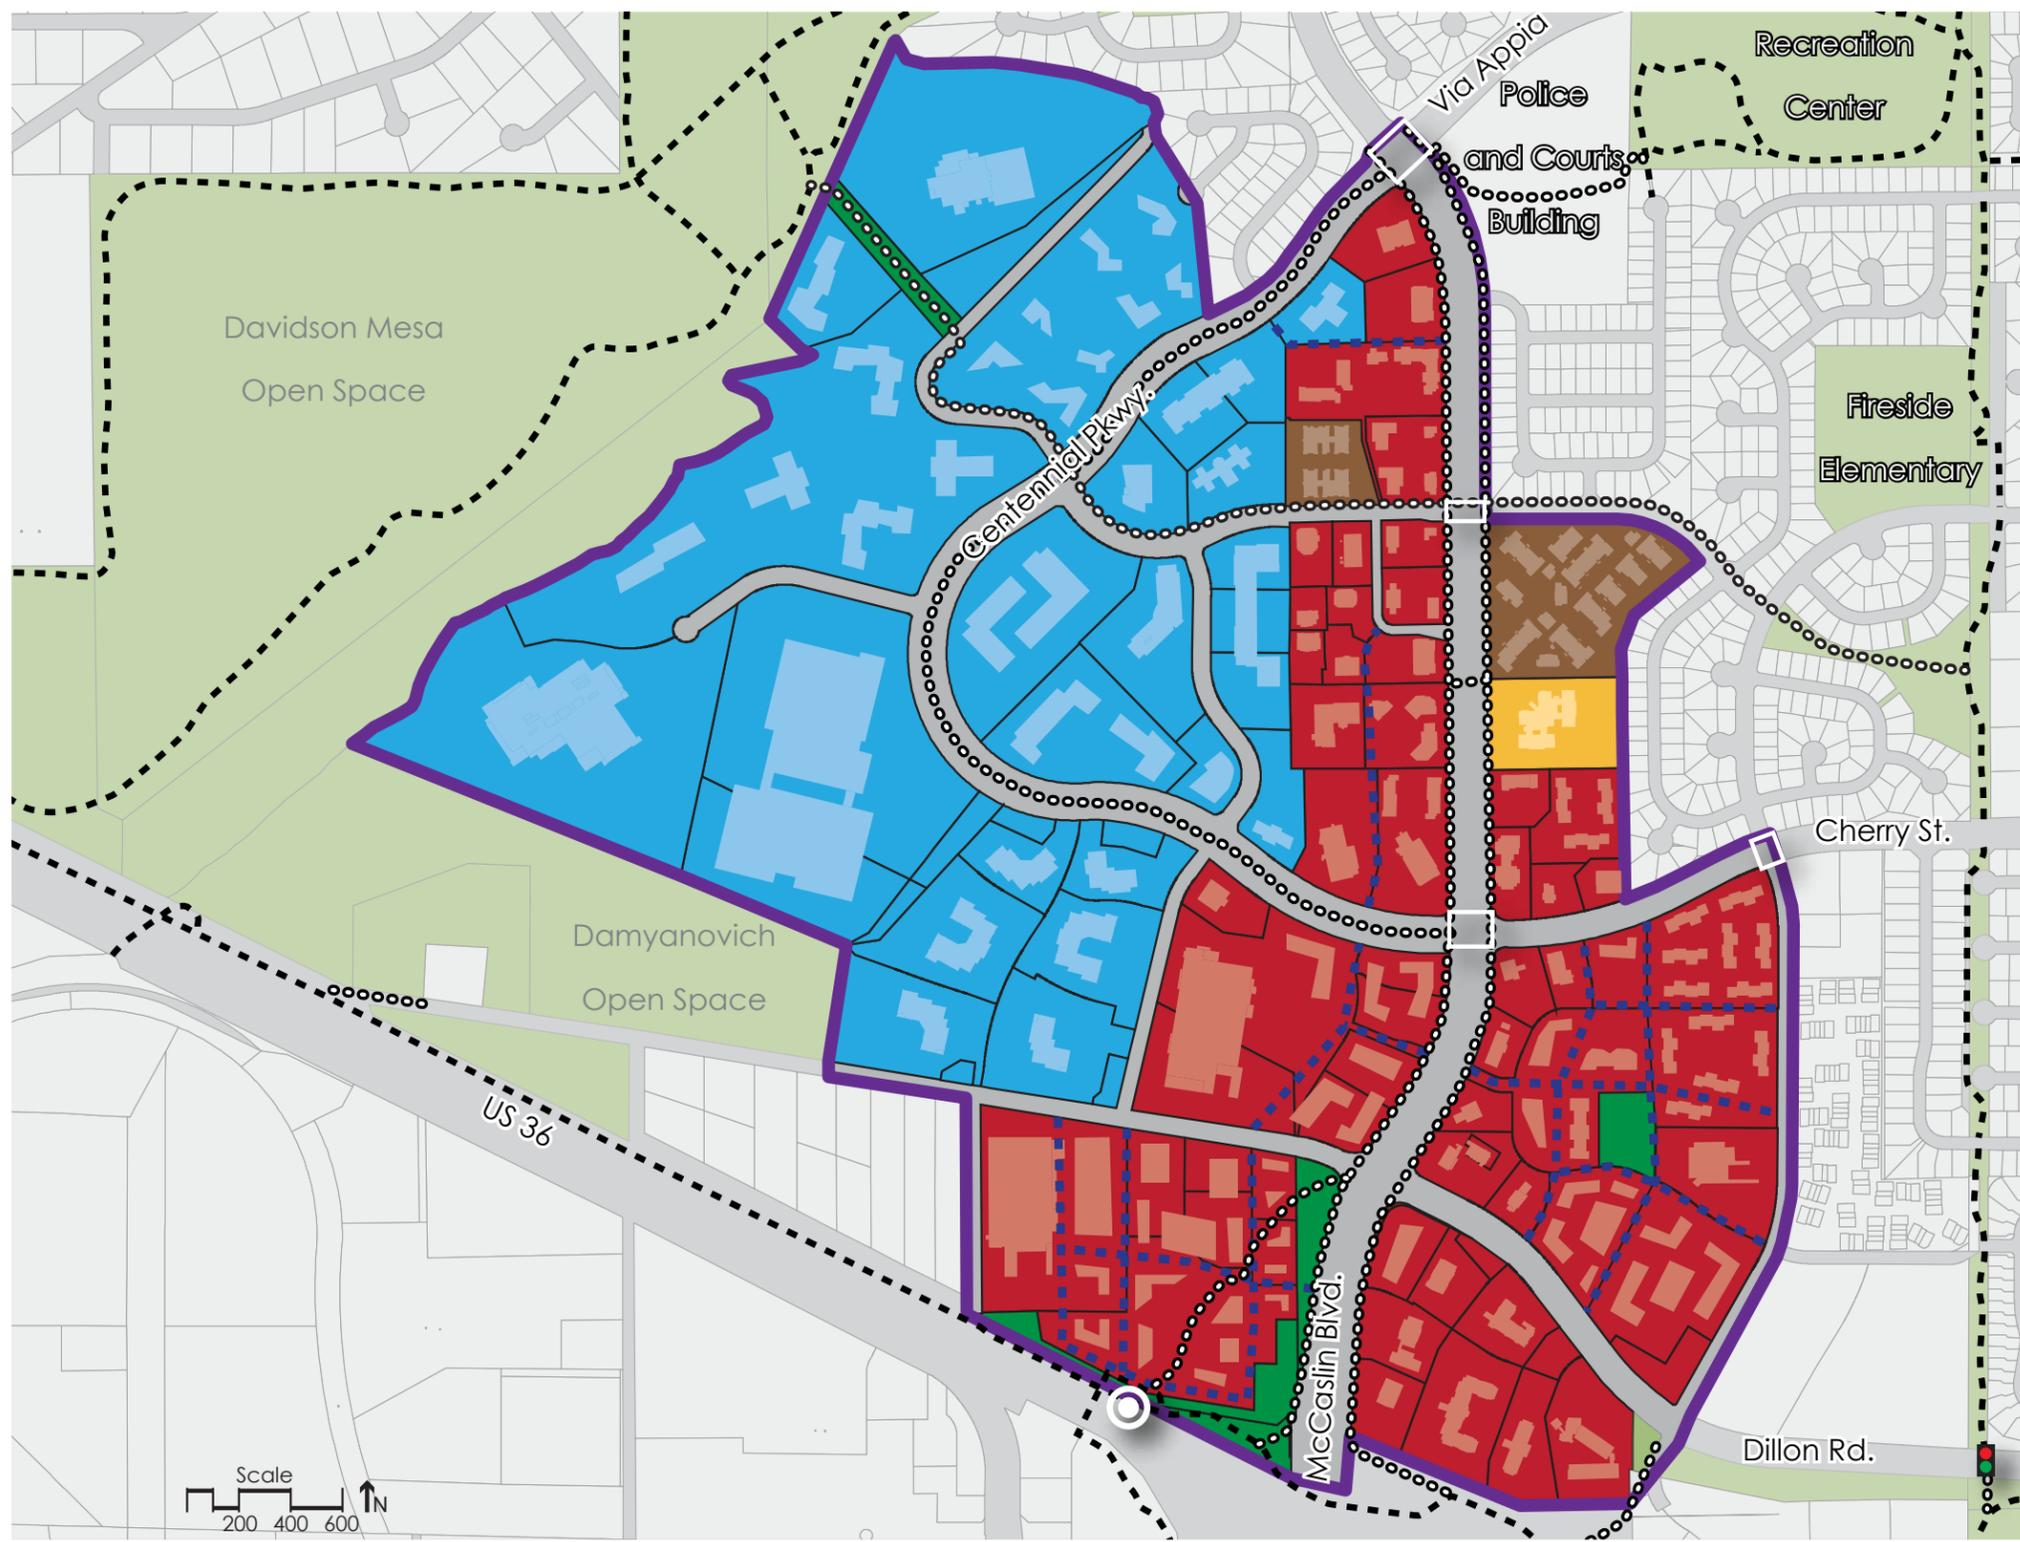 Via Appia
Recreation
Center
Police
and Courts
Building
Davidson Mesa
Open Space
Centennial Pkwy.
Fireside
Elementary
Cherry St.
Damyanovich
Open Space
US 36
McCaslin Blvd.
Dillon Rd.
Scale
N
200 400 600